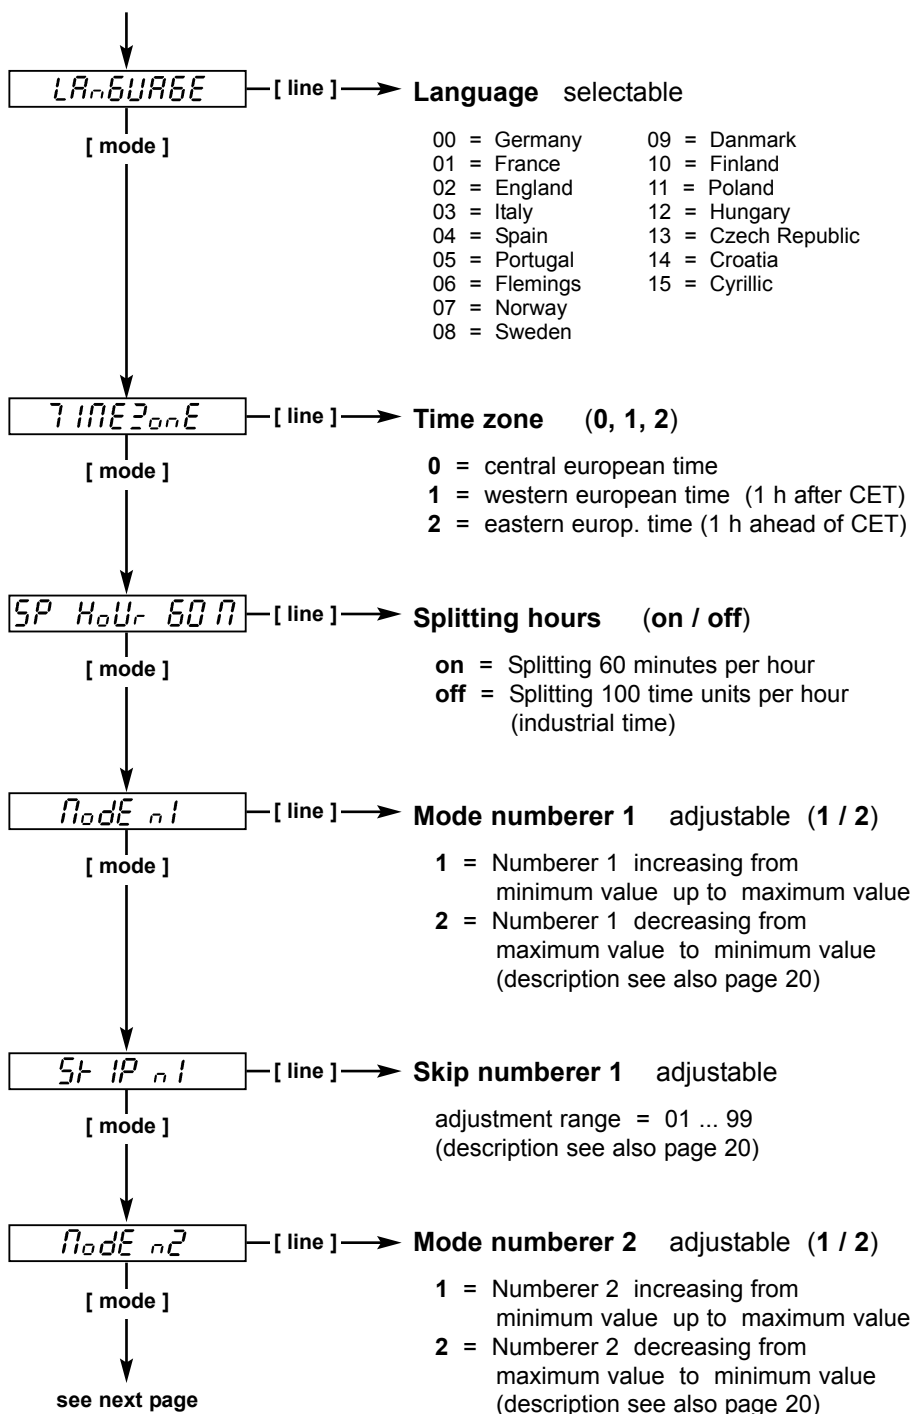 LAnGUAGE [ line ] Language selectable
[ mode ]
00 = Germany 09 = Danmark
01 = France 10 = Finland
02 = England 11 = Poland
03 = Italy 12 = Hungary
04 = Spain 13 = Czech Republic
05 = Portugal 14 = Croatia
06 = Flemings 15 = Cyrillic
07 = Norway
08 = Sweden
TIMEZonE [ line ] Time zone (0, 1, 2)
[ mode ]
0 = central european time
1 = western european time (1 h after CET)
2 = eastern europ. time (1 h ahead of CET)
SP HoUr 60 M [ line ] Splitting hours (on / off)
[ mode ]
on = Splitting 60 minutes per hour
off = Splitting 100 time units per hour
(industrial time)
ModE n1 [ line ] Mode numberer 1 adjustable (1 / 2)
[ mode ]
1 = Numberer 1 increasing from
minimum value up to maximum value
2 = Numberer 1 decreasing from
maximum value to minimum value
(description see also page 20)
SkIP n1 [ line ] Skip numberer 1 adjustable
[ mode ]
adjustment range = 01 ... 99
(description see also page 20)
ModE n2 [ line ] Mode numberer 2 adjustable (1 / 2)
[ mode ]
1 = Numberer 2 increasing from
minimum value up to maximum value
2 = Numberer 2 decreasing from
maximum value to minimum value
(description see also page 20)
see next page